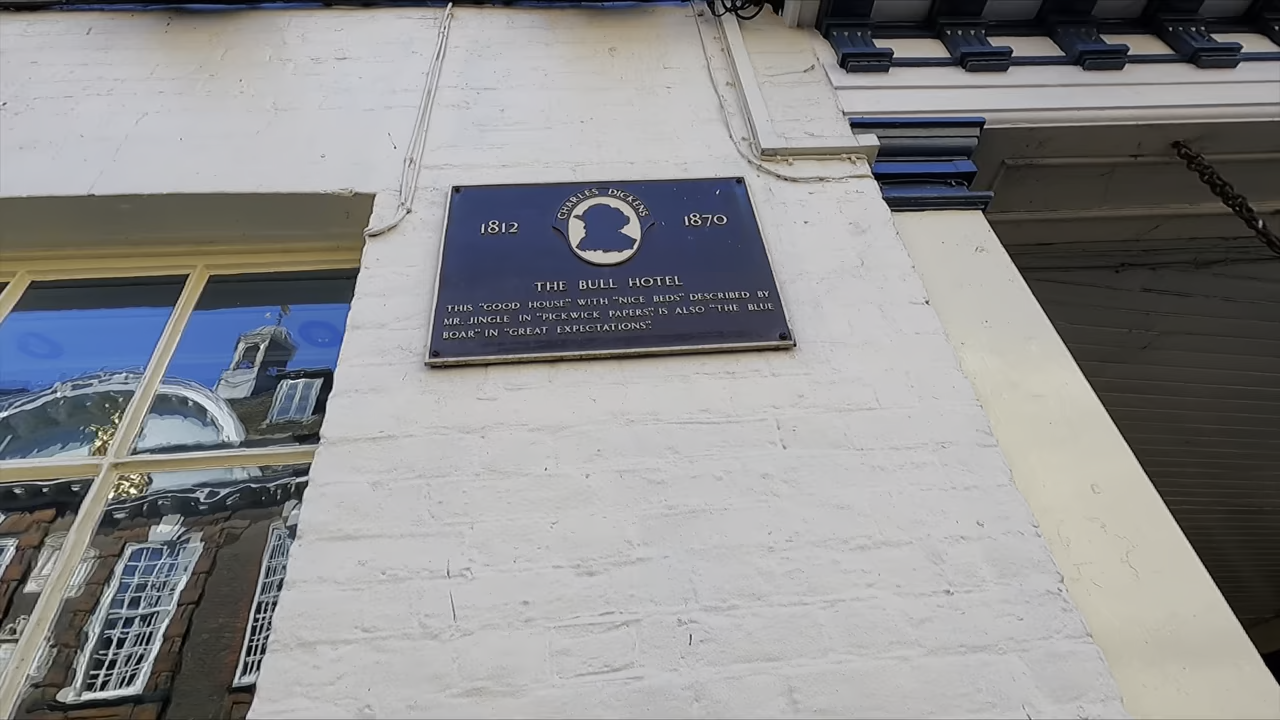 CHARLES DICKENS
1812 1870
THE BULL HOTEL
THIS "GOOD HOUSE" WITH "NICE BEDS" DESCRIBED BY
MR. JINGLE IN "PICKWICK PAPERS", IS ALSO "THE BLUE
BOAR" IN "GREAT EXPECTATIONS".